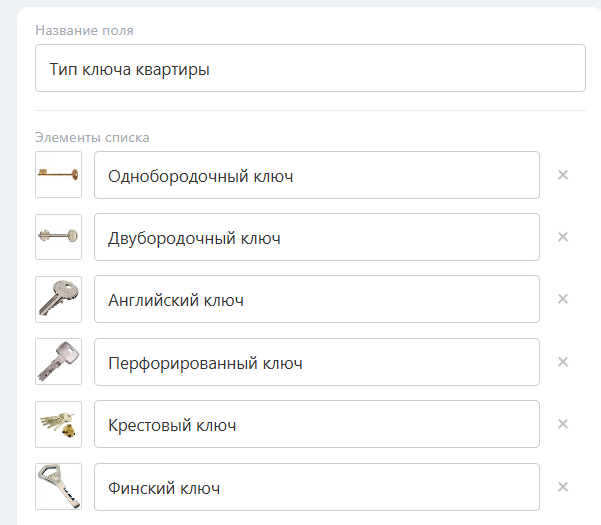 Название поля
Тип ключа квартиры
Элементы списка
Однобородочный ключ
Двубородочный ключ
Английский ключ
Перфорированный ключ
Крестовый ключ
Финский ключ